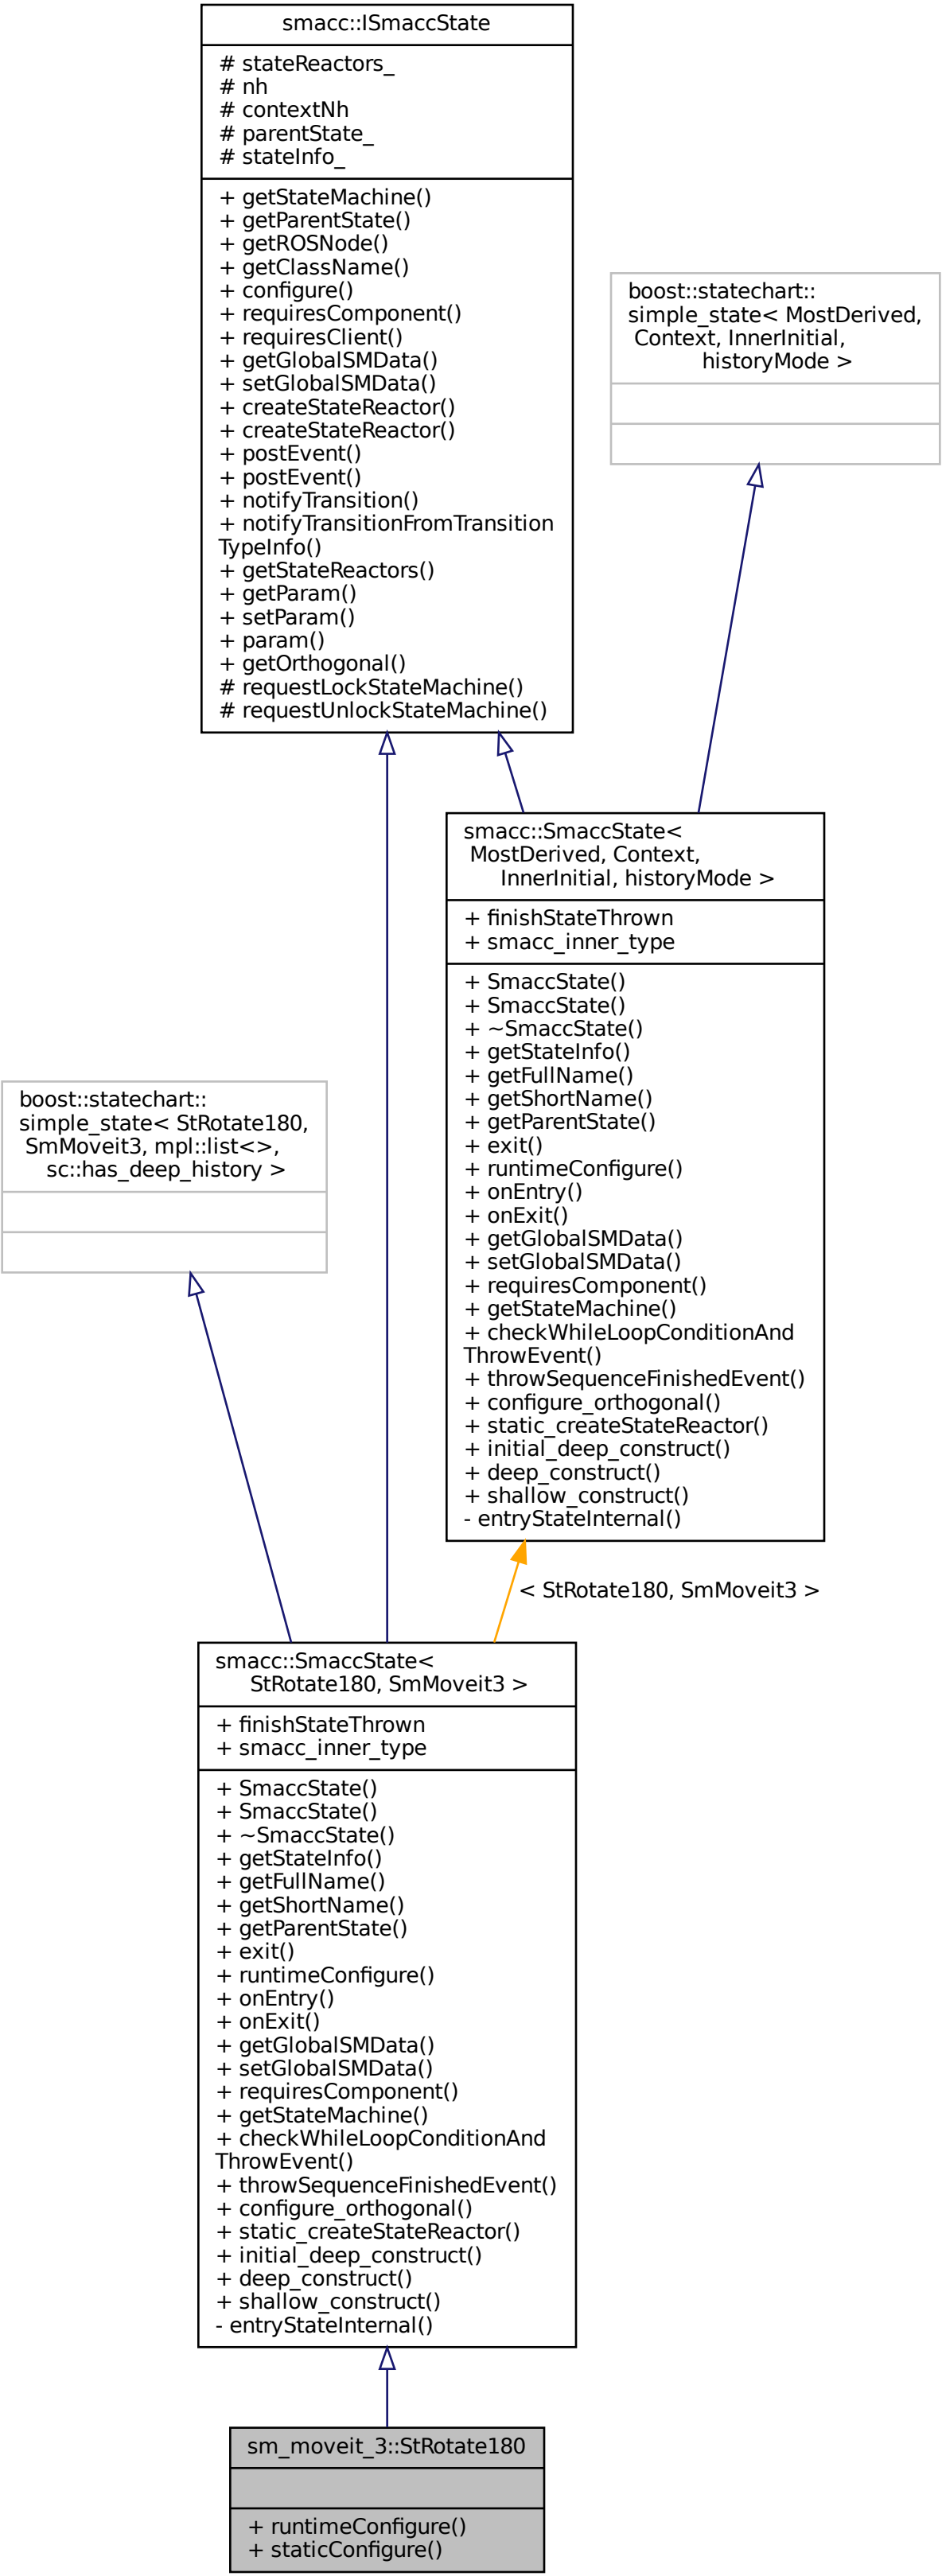 smacc::ISmaccState
# stateReactors_
# nh
# contextNh
# parentState_
# stateInfo_
+ getStateMachine()
+ getParentState()
+ getROSNode()
+ getClassName()
+ configure()
+ requiresComponent()
+ requiresClient()
+ getGlobalSMData()
+ setGlobalSMData()
+ createStateReactor()
+ createStateReactor()
+ postEvent()
+ postEvent()
+ notifyTransition()
+ notifyTransitionFromTransition
TypeInfo()
+ getStateReactors()
+ getParam()
+ setParam()
+ param()
+ getOrthogonal()
# requestLockStateMachine()
# requestUnlockStateMachine()
boost::statechart::
simple_state< MostDerived,
Context, InnerInitial,
historyMode >
smacc::SmaccState<
MostDerived, Context,
InnerInitial, historyMode >
+ finishStateThrown
+ smacc_inner_type
+ SmaccState()
+ SmaccState()
+ ~SmaccState()
+ getStateInfo()
+ getFullName()
+ getShortName()
+ getParentState()
+ exit()
+ runtimeConfigure()
+ onEntry()
+ onExit()
+ getGlobalSMData()
+ setGlobalSMData()
+ requiresComponent()
+ getStateMachine()
+ checkWhileLoopConditionAnd
ThrowEvent()
+ throwSequenceFinishedEvent()
+ configure_orthogonal()
+ static_createStateReactor()
+ initial_deep_construct()
+ deep_construct()
+ shallow_construct()
- entryStateInternal()
boost::statechart::
simple_state< StRotate180,
SmMoveit3, mpl::list<>,
sc::has_deep_history >
< StRotate180, SmMoveit3 >
smacc::SmaccState<
StRotate180, SmMoveit3 >
+ finishStateThrown
+ smacc_inner_type
+ SmaccState()
+ SmaccState()
+ ~SmaccState()
+ getStateInfo()
+ getFullName()
+ getShortName()
+ getParentState()
+ exit()
+ runtimeConfigure()
+ onEntry()
+ onExit()
+ getGlobalSMData()
+ setGlobalSMData()
+ requiresComponent()
+ getStateMachine()
+ checkWhileLoopConditionAnd
ThrowEvent()
+ throwSequenceFinishedEvent()
+ configure_orthogonal()
+ static_createStateReactor()
+ initial_deep_construct()
+ deep_construct()
+ shallow_construct()
- entryStateInternal()
sm_moveit_3::StRotate180
+ runtimeConfigure()
+ staticConfigure()